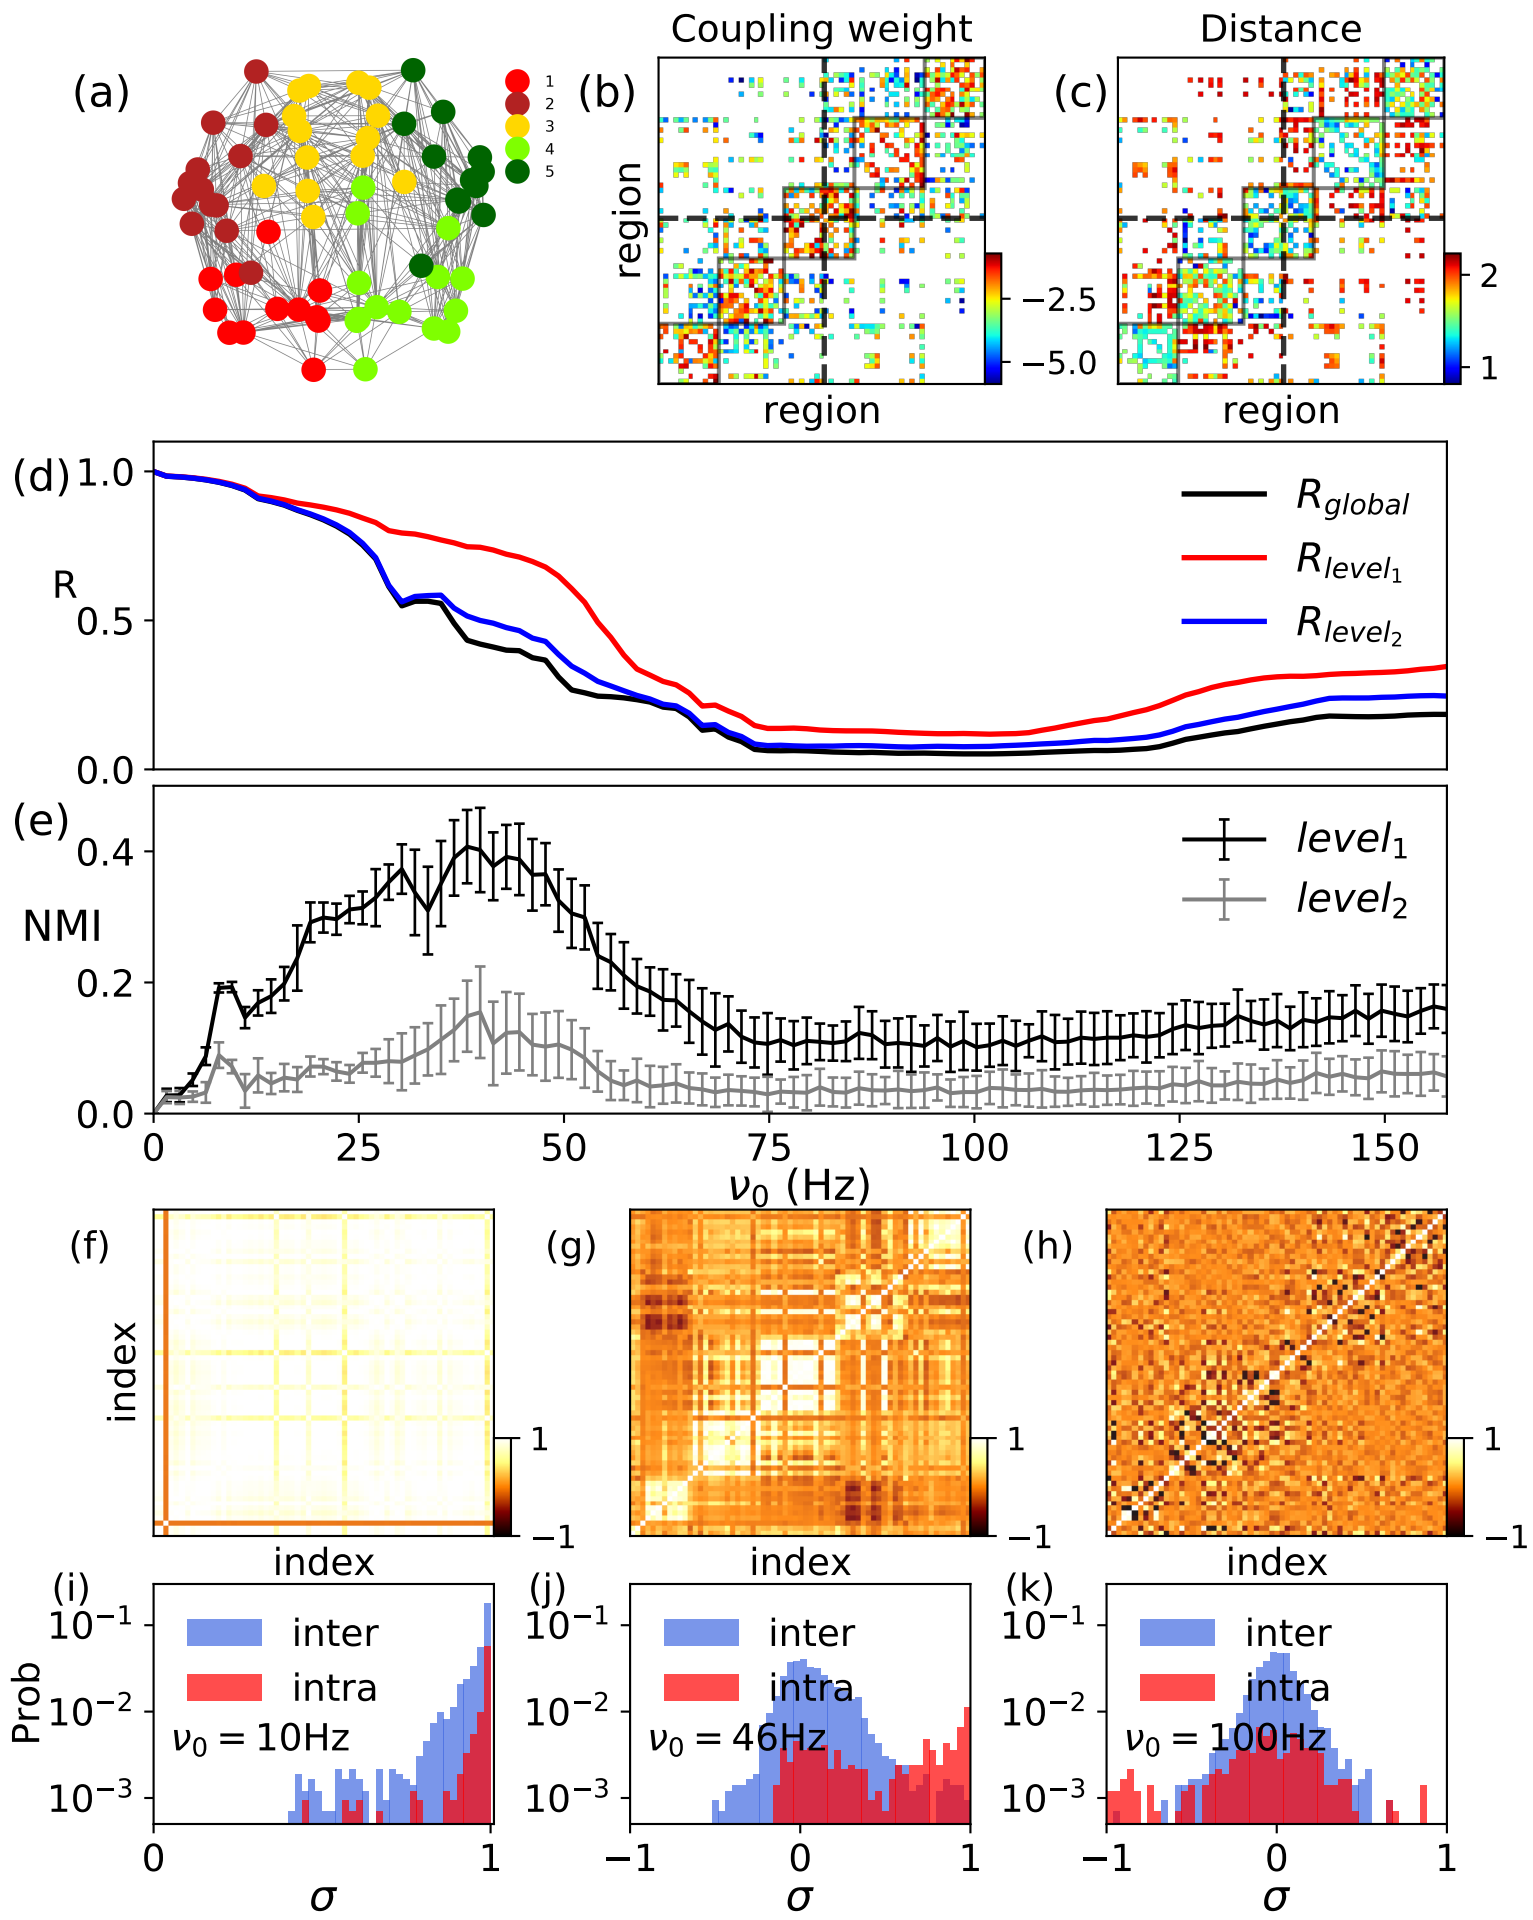 Coupling weight
Distance
(a)
1
2
3
4
5
(b)
region
−2.5
−5.0
region
(c)
2
1
region
(d)
1.0
0.5
0.0
R
R_global
R_level1
R_level2
(e)
0.4
0.2
0.0
NMI
level1
level2
0 25 50 75 100 125 150
ν0 (Hz)
(f)
index
1
−1
index
(g)
1
−1
index
(h)
1
−1
index
(i)
Prob
10−1
10−2
10−3
inter
intra
ν0 = 10Hz
0 1
σ
(j)
10−1
10−2
10−3
inter
intra
ν0 = 46Hz
−1 0 1
σ
(k)
10−1
10−2
10−3
inter
intra
ν0 = 100Hz
−1 0 1
σ